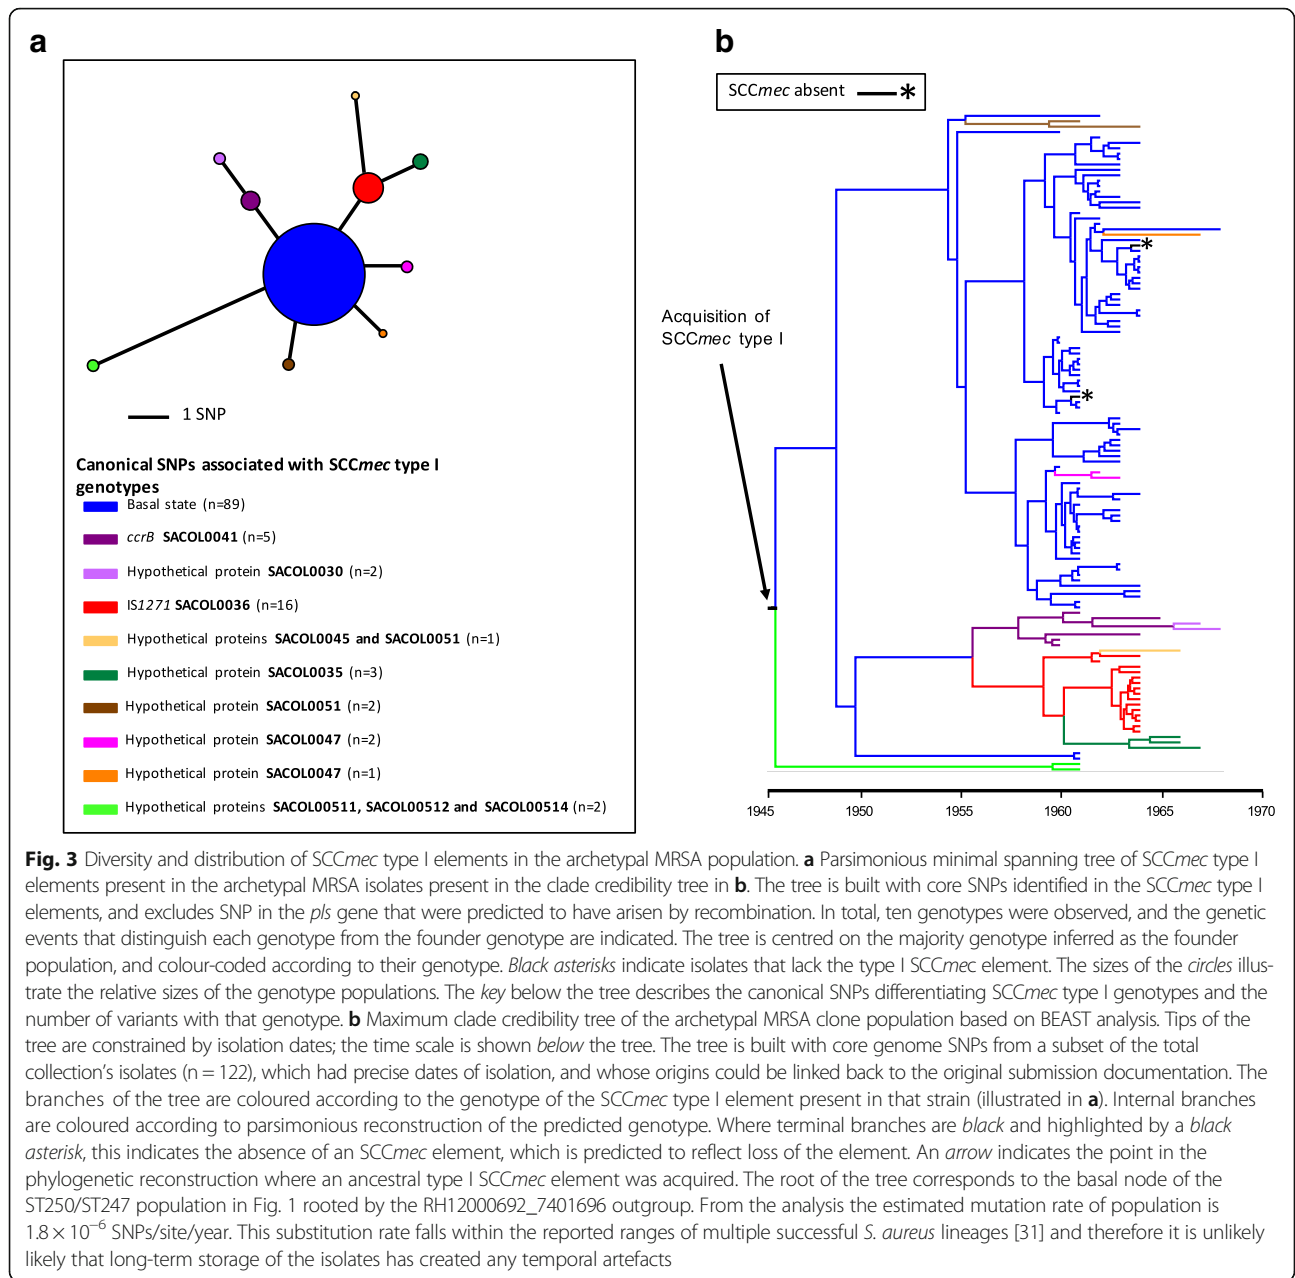 a
b
SCCmec absent *
*
*
Acquisition of
SCCmec type I
1 SNP
Canonical SNPs associated with SCCmec type I
genotypes
Basal state (n=89)
ccrB SACOL0041 (n=5)
Hypothetical protein SACOL0030 (n=2)
IS1271 SACOL0036 (n=16)
Hypothetical proteins SACOL0045 and SACOL0051 (n=1)
Hypothetical protein SACOL0035 (n=3)
Hypothetical protein SACOL0051 (n=2)
Hypothetical protein SACOL0047 (n=2)
Hypothetical protein SACOL0047 (n=1)
Hypothetical proteins SACOL00511, SACOL00512 and SACOL00514 (n=2)
1945 1950 1955 1960 1965 1970
Fig. 3 Diversity and distribution of SCCmec type I elements in the archetypal MRSA population. a Parsimonious minimal spanning tree of SCCmec type I
elements present in the archetypal MRSA isolates present in the clade credibility tree in b. The tree is built with core SNPs identified in the SCCmec type I
elements, and excludes SNP in the pls gene that were predicted to have arisen by recombination. In total, ten genotypes were observed, and the genetic
events that distinguish each genotype from the founder genotype are indicated. The tree is centred on the majority genotype inferred as the founder
population, and colour-coded according to their genotype. Black asterisks indicate isolates that lack the type I SCCmec element. The sizes of the circles illus-
trate the relative sizes of the genotype populations. The key below the tree describes the canonical SNPs differentiating SCCmec type I genotypes and the
number of variants with that genotype. b Maximum clade credibility tree of the archetypal MRSA clone population based on BEAST analysis. Tips of the
tree are constrained by isolation dates; the time scale is shown below the tree. The tree is built with core genome SNPs from a subset of the total
collection's isolates (n = 122), which had precise dates of isolation, and whose origins could be linked back to the original submission documentation. The
branches of the tree are coloured according to the genotype of the SCCmec type I element present in that strain (illustrated in a). Internal branches
are coloured according to parsimonious reconstruction of the predicted genotype. Where terminal branches are black and highlighted by a black
asterisk, this indicates the absence of an SCCmec element, which is predicted to reflect loss of the element. An arrow indicates the point in the
phylogenetic reconstruction where an ancestral type I SCCmec element was acquired. The root of the tree corresponds to the basal node of the
ST250/ST247 population in Fig. 1 rooted by the RH12000692_7401696 outgroup. From the analysis the estimated mutation rate of population is
1.8 × 10⁻⁶ SNPs/site/year. This substitution rate falls within the reported ranges of multiple successful S. aureus lineages [31] and therefore it is unlikely
likely that long-term storage of the isolates has created any temporal artefacts